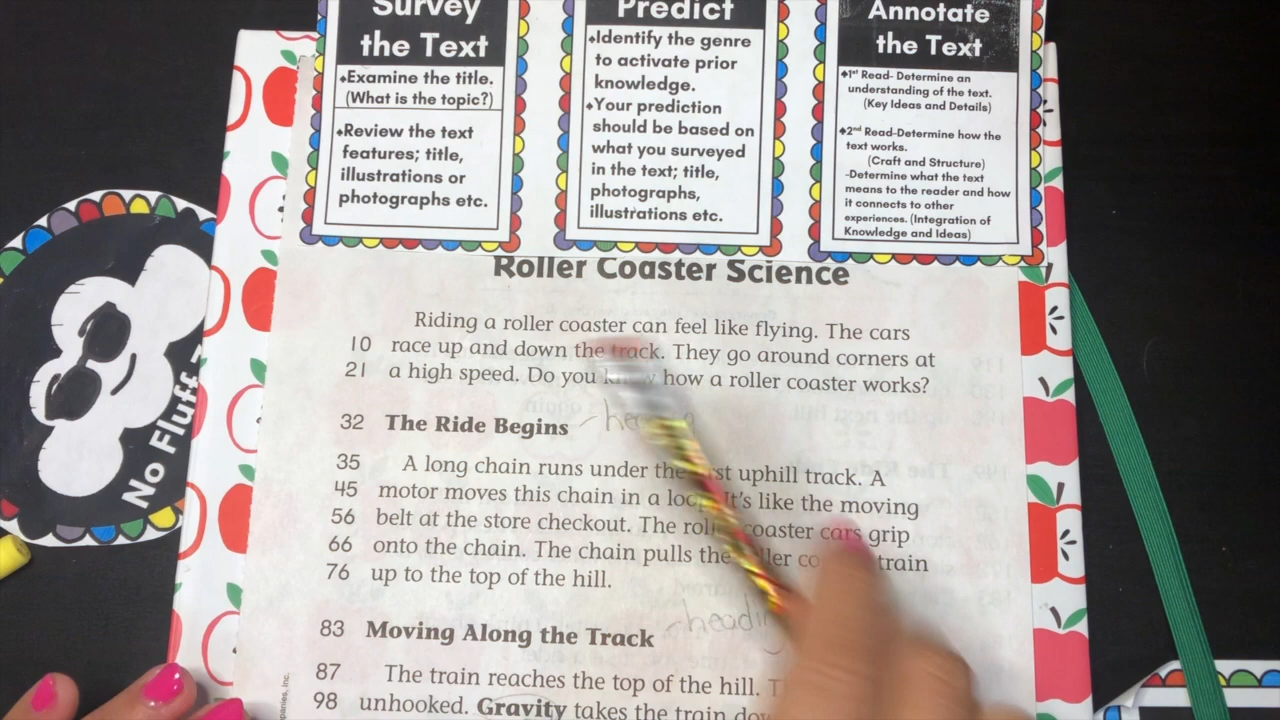 Survey
the Text
♦Examine the title.
(What is the topic?)
♦Review the text
features; title,
illustrations or
photographs etc.
Predict
♦Identify the genre
to activate prior
knowledge.
♦Your prediction
should be based on
what you surveyed
in the text; title,
photographs,
illustrations etc.
Annotate
the Text
♦1st Read- Determine an
understanding of the text.
(Key Ideas and Details)
♦2nd Read-Determine how the
text works.
(Craft and Structure)
-Determine what the text
means to the reader and how
it connects to other
experiences. (Integration of
Knowledge and Ideas)
No Fluff
Roller Coaster Science
Riding a roller coaster can feel like flying. The cars
10 race up and down the track. They go around corners at
21 a high speed. Do you know how a roller coaster works?
32 The Ride Begins - heading
35 A long chain runs under the first uphill track. A
45 motor moves this chain in a loop. It's like the moving
56 belt at the store checkout. The roller coaster cars grip
66 onto the chain. The chain pulls the roller coaster train
76 up to the top of the hill.
83 Moving Along the Track - heading
87 The train reaches the top of the hill.
98 unhooked. Gravity takes the train
panies, Inc.